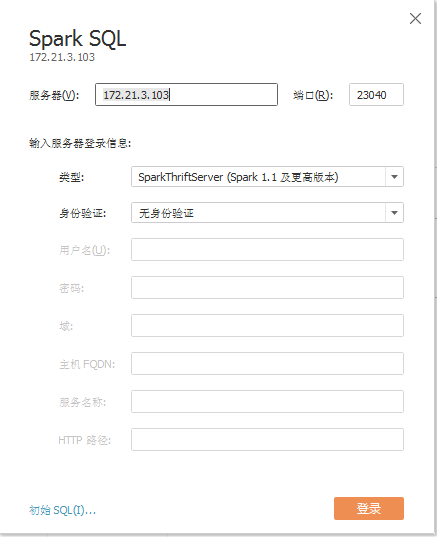 Spark SQL
172.21.3.103
服务器(V): 172.21.3.103 端口(R): 23040
输入服务器登录信息:
类型: SparkThriftServer (Spark 1.1 及更高版本)
身份验证: 无身份验证
用户名(U):
密码:
域:
主机 FQDN:
服务名称:
HTTP 路径:
初始 SQL(I)... 登录